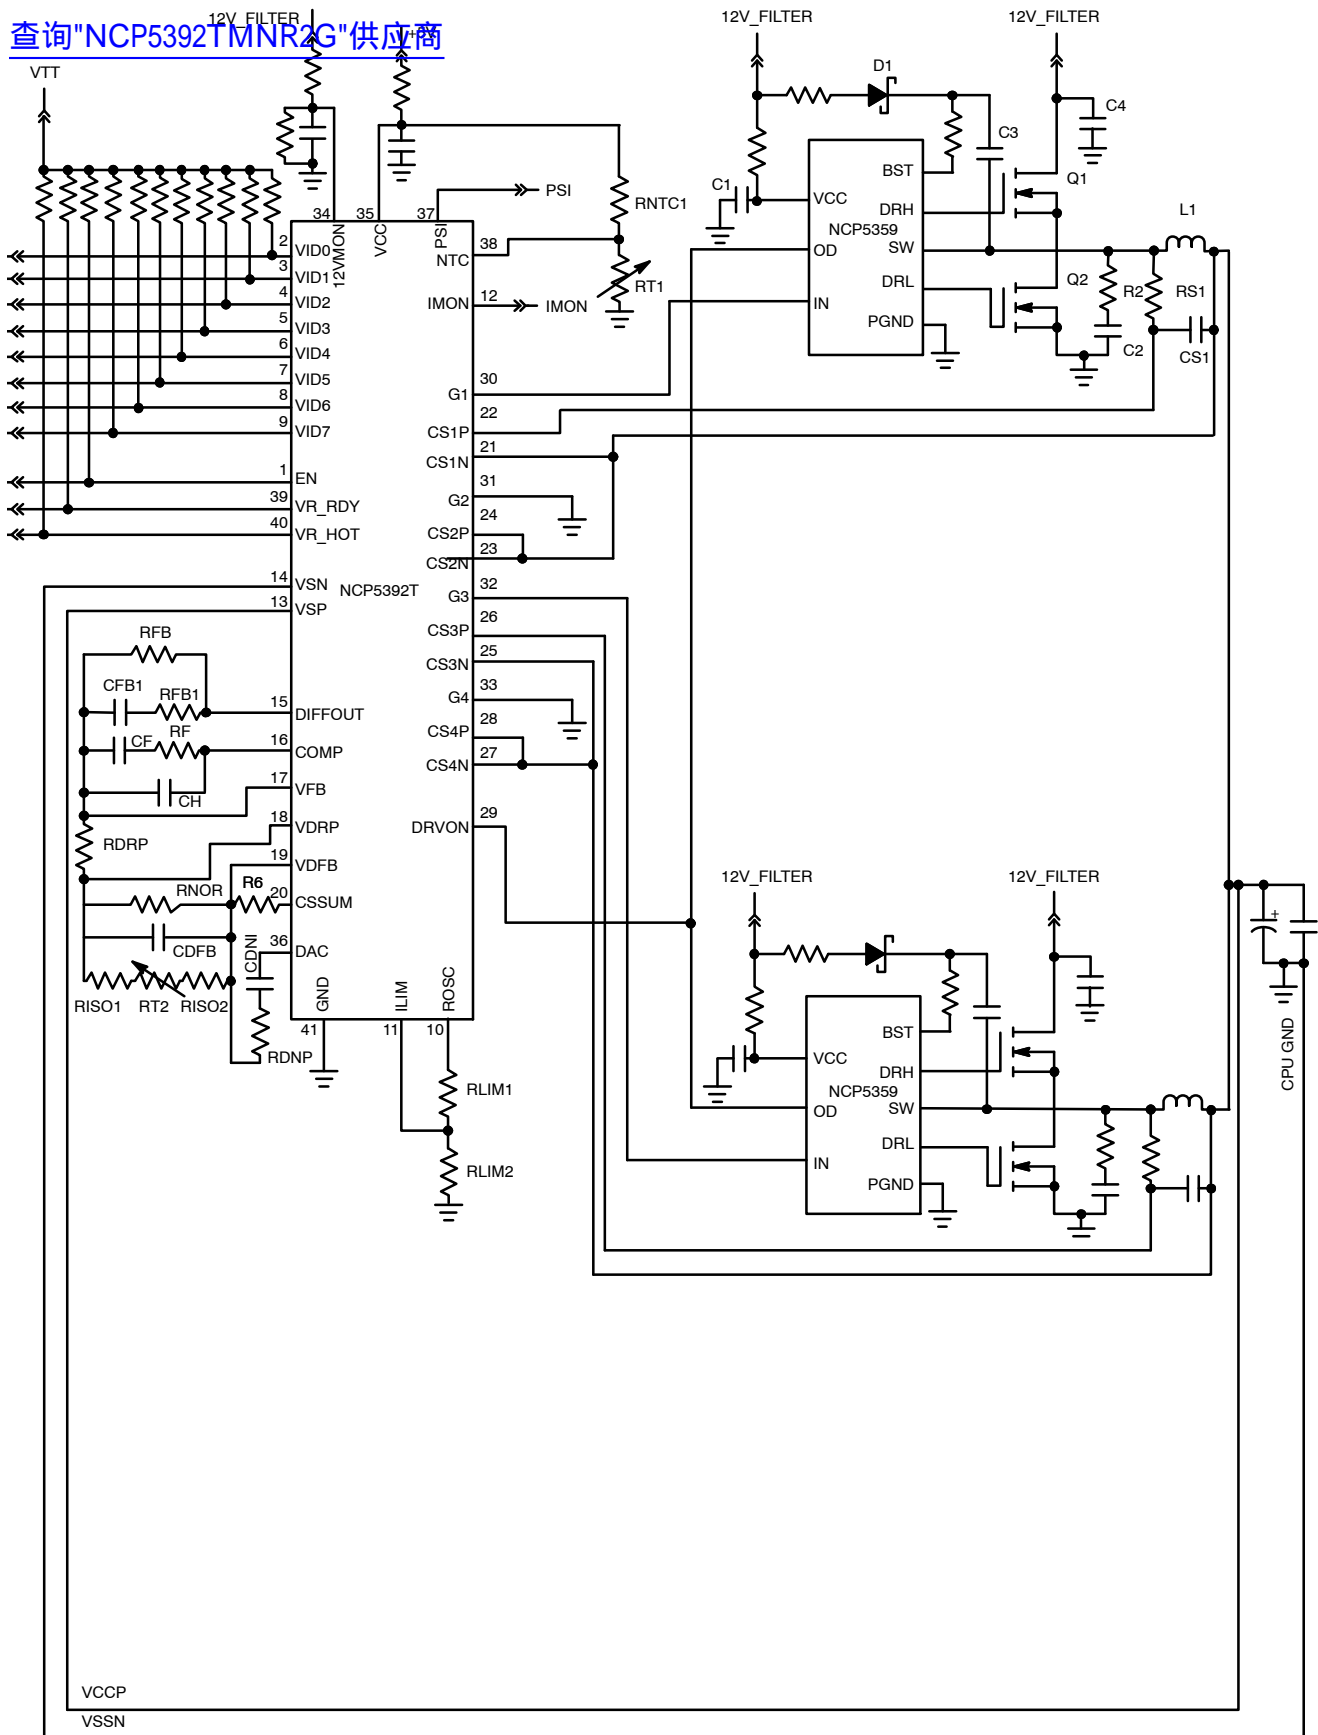 12V_FILTER
查询"NCP5392TMNR2G"供应商
VTT
12V_FILTER
12V_FILTER
D1
C4
C3
BST
Q1
C1
VCC
DRH
NCP5359
L1
OD
SW
DRL
Q2
R2
RS1
IN
PGND
C2
CS1
PSI
RNTC1
RT1
IMON
34
35
37
12VMON
VCC
PSI
2
VID0
3
VID1
4
VID2
5
VID3
6
VID4
7
VID5
8
VID6
9
VID7
1
EN
39
VR_RDY
40
VR_HOT
14
VSN
13
VSP
NCP5392T
38
NTC
12
IMON
30
G1
22
CS1P
21
CS1N
31
G2
24
CS2P
23
CS2N
32
G3
26
CS3P
25
CS3N
33
G4
28
CS4P
27
CS4N
29
DRVON
RFB
CFB1
RFB1
15
DIFFOUT
CF
RF
16
COMP
CH
17
VFB
18
VDRP
RDRP
19
VDFB
RNOR
R6
20
CSSUM
CDFB
CDNI
36
DAC
RISO1
RT2
RISO2
RDNP
GND
ILIM
ROSC
41
11
10
RLIM1
RLIM2
12V_FILTER
12V_FILTER
+
BST
VCC
DRH
NCP5359
OD
SW
DRL
IN
PGND
CPU GND
VCCP
VSSN